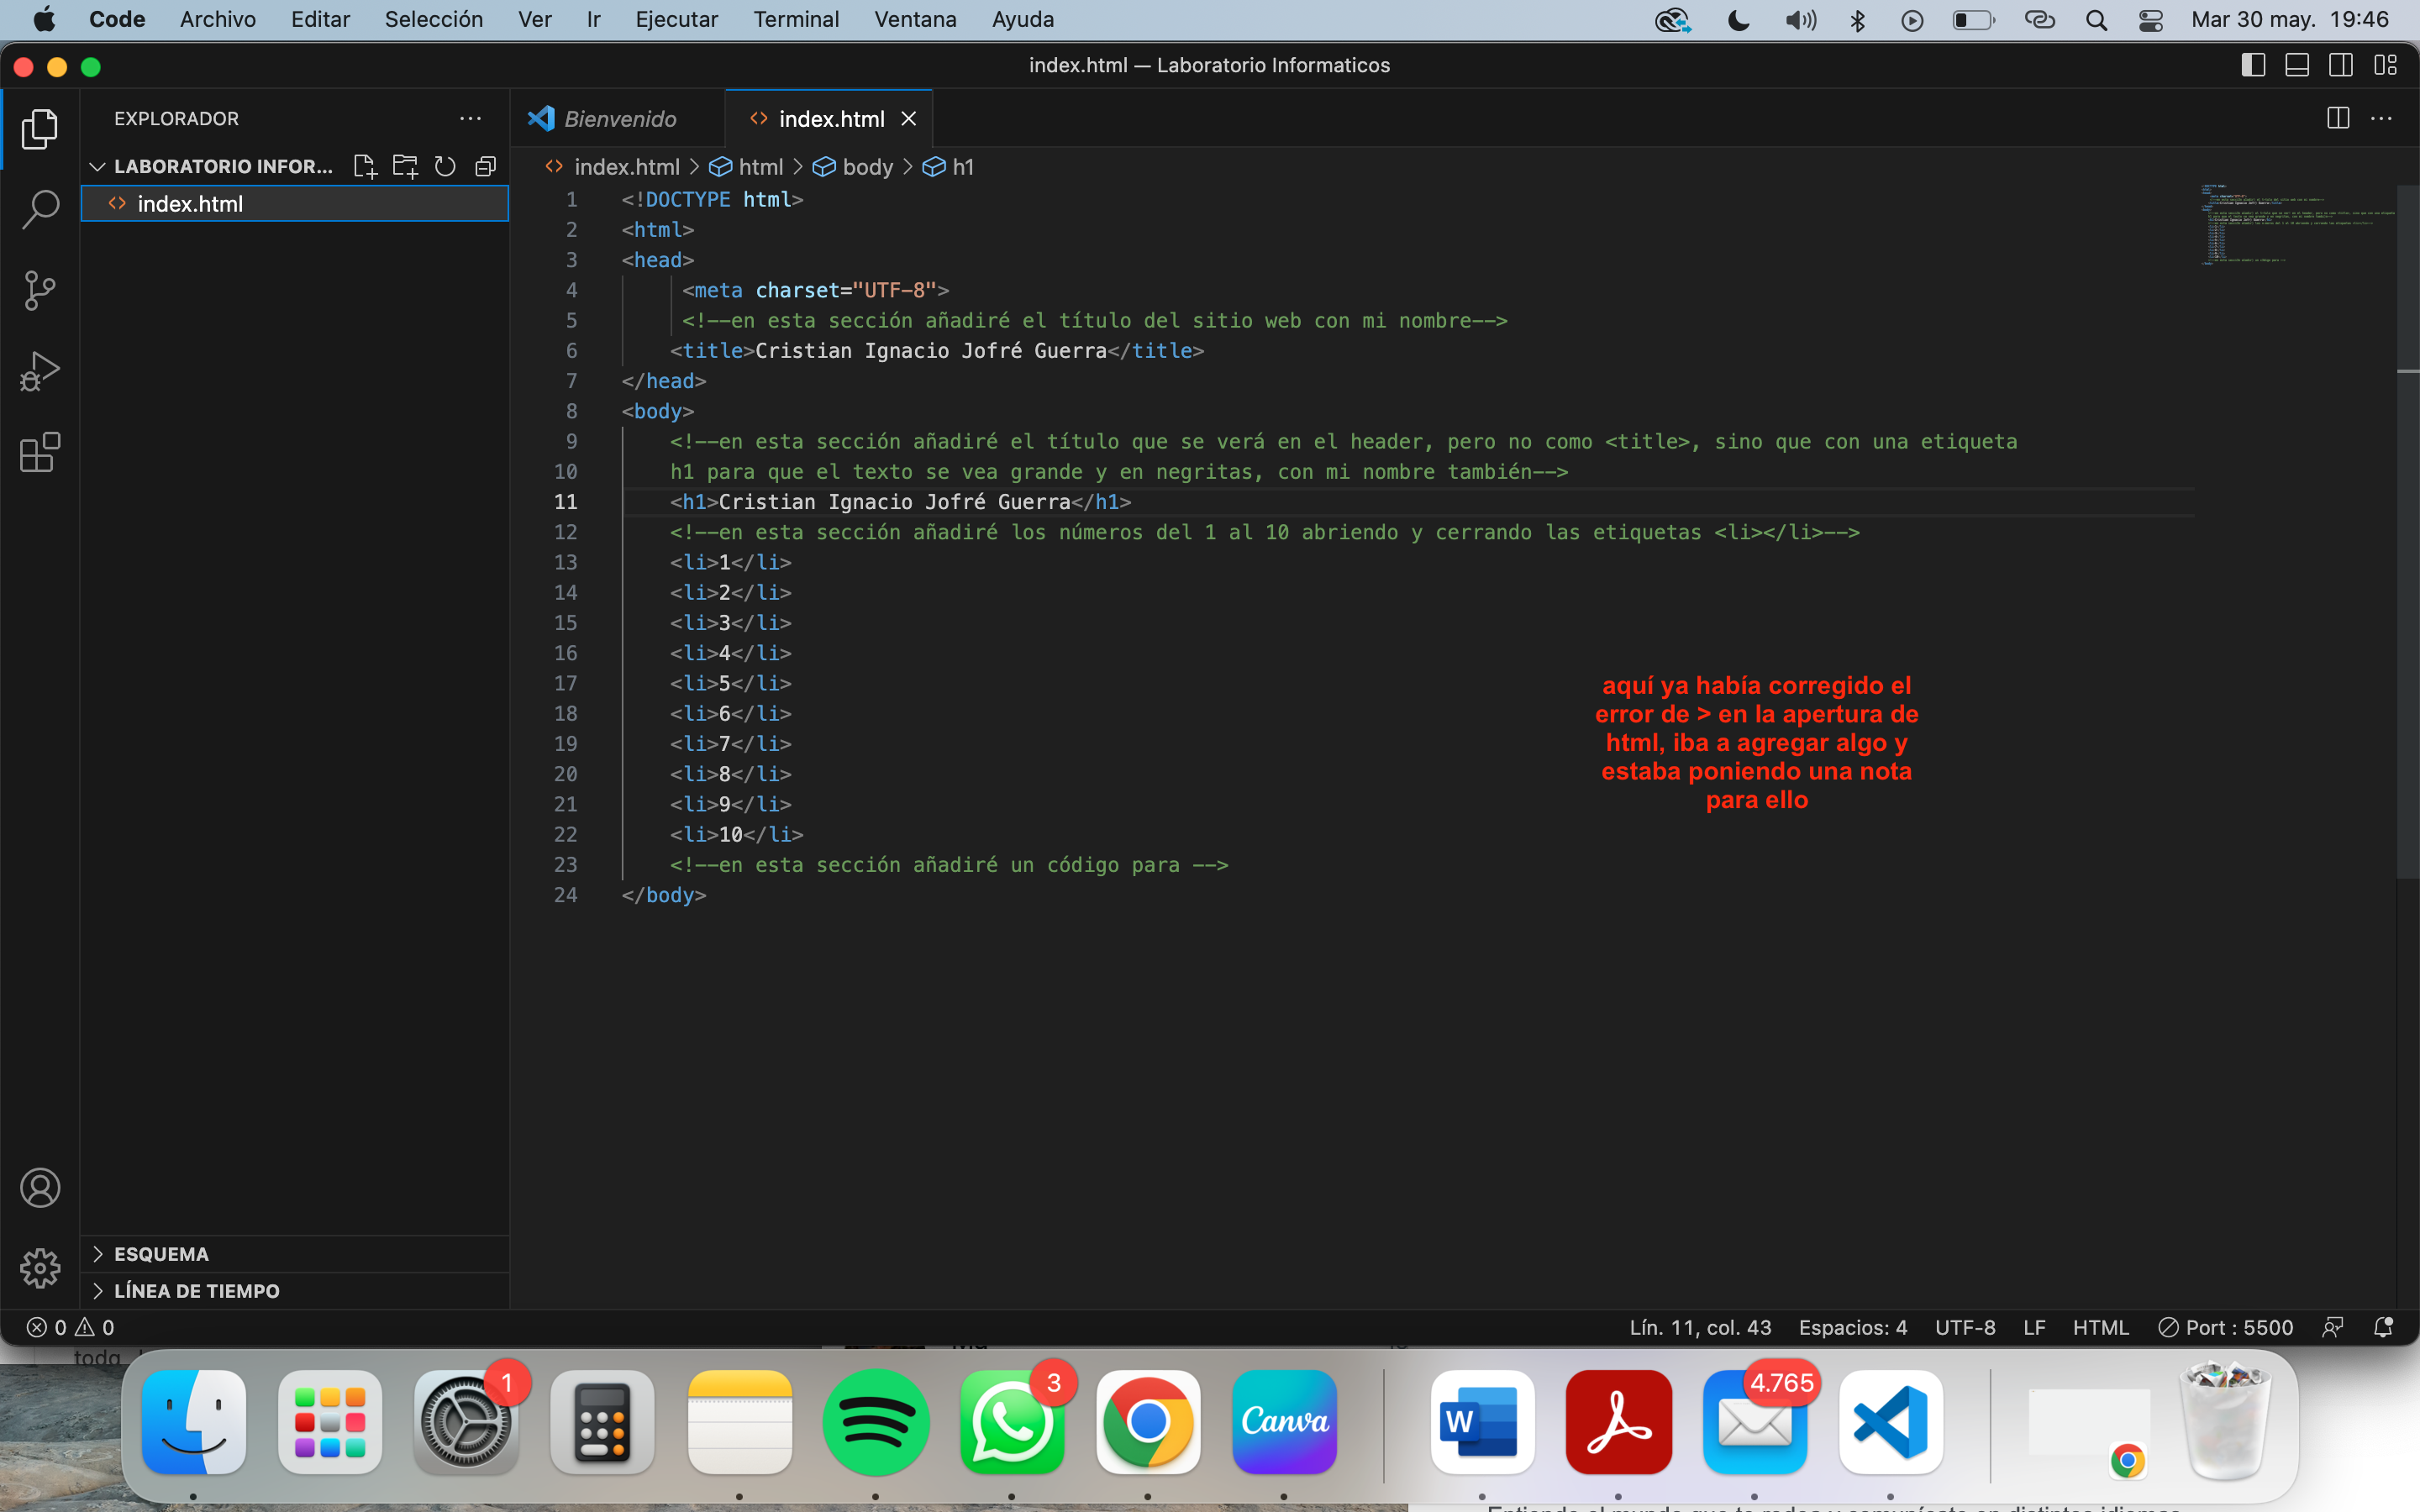 Code Archivo Editar Selección Ver Ir Ejecutar Terminal Ventana Ayuda Mar 30 may. 19:46
index.html — Laboratorio Informaticos
EXPLORADOR ···
Bienvenido
index.html
LABORATORIO INFOR...
index.html
index.html > html > body > h1
1 <!DOCTYPE html>
2 <html>
3 <head>
4 <meta charset="UTF-8">
5 <!--en esta sección añadiré el título del sitio web con mi nombre-->
6 <title>Cristian Ignacio Jofré Guerra</title>
7 </head>
8 <body>
9 <!--en esta sección añadiré el título que se verá en el header, pero no como <title>, sino que con una etiqueta
10 h1 para que el texto se vea grande y en negritas, con mi nombre también-->
11 <h1>Cristian Ignacio Jofré Guerra</h1>
12 <!--en esta sección añadiré los números del 1 al 10 abriendo y cerrando las etiquetas <li></li>-->
13 <li>1</li>
14 <li>2</li>
15 <li>3</li>
16 <li>4</li>
17 <li>5</li>
18 <li>6</li>
19 <li>7</li>
20 <li>8</li>
21 <li>9</li>
22 <li>10</li>
23 <!--en esta sección añadiré un código para -->
24 </body>
aquí ya había corregido el
error de > en la apertura de
html, iba a agregar algo y
estaba poniendo una nota
para ello
ESQUEMA
LÍNEA DE TIEMPO
0 0 Lín. 11, col. 43 Espacios: 4 UTF-8 LF HTML Port : 5500
1
3
Canva
W
4.765